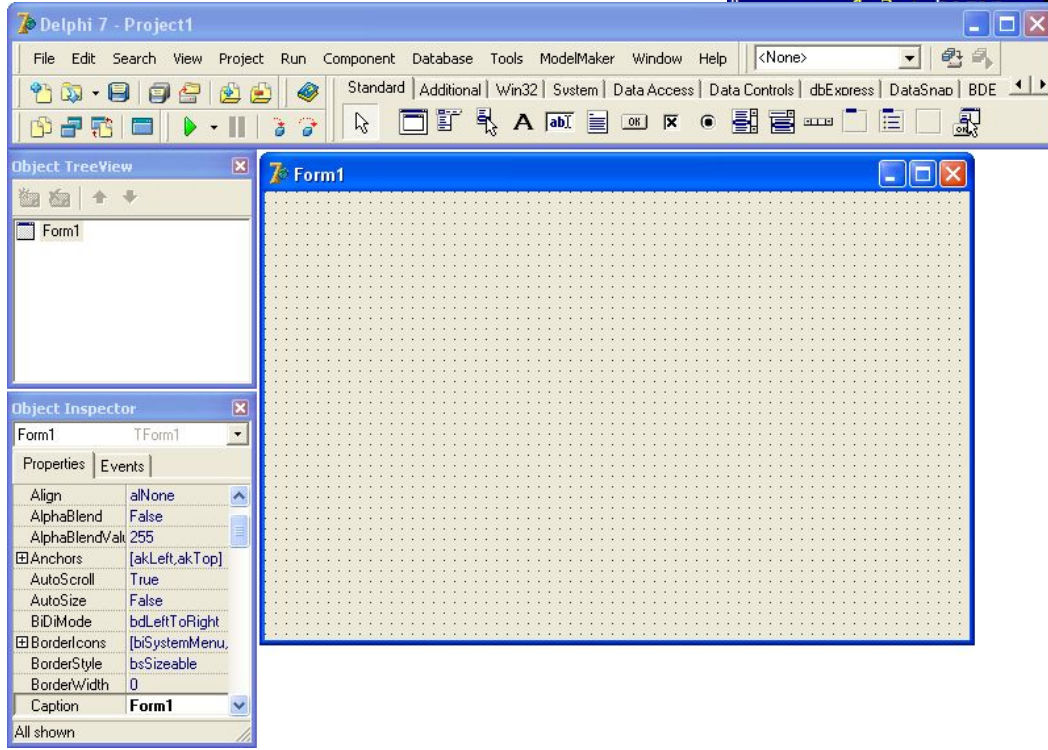 Delphi 7 - Project1
File Edit Search View Project Run Component Database Tools ModelMaker Window Help <None>
Standard Additional Win32 System Data Access Data Controls dbExpress DataSnap BDE
Object TreeView
Form1
Form1
Object Inspector
Form1 TForm1
Properties Events
Align alNone
AlphaBlend False
AlphaBlendValu 255
Anchors [akLeft,akTop]
AutoScroll True
AutoSize False
BiDiMode bdLeftToRight
BorderIcons [biSystemMenu,
BorderStyle bsSizeable
BorderWidth 0
Caption Form1
All shown